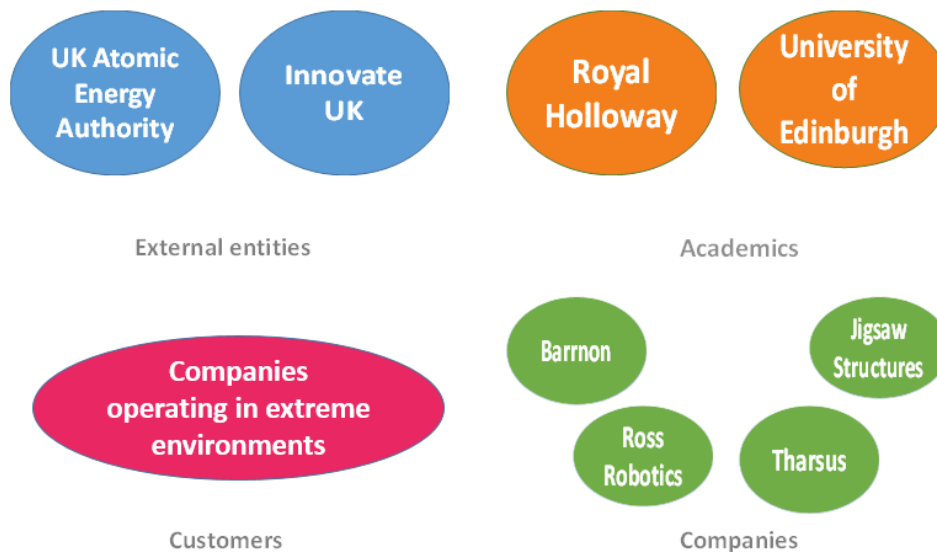 UK Atomic
Energy
Authority
Innovate
UK
Royal
Holloway
University
of
Edinburgh
External entities
Academics
Companies
operating in extreme
environments
Barrnon
Jigsaw
Structures
Ross
Robotics
Tharsus
Customers
Companies